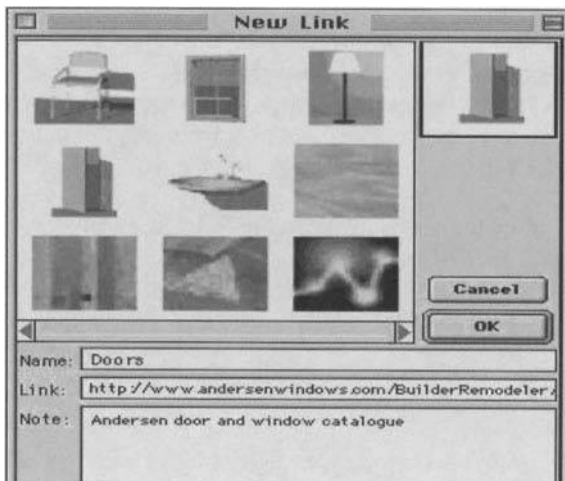 New Link
Cancel
OK
Name: Doors
Link: http://www.andersenwindows.com/BuilderRemodeler/
Note: Andersen door and window catalogue